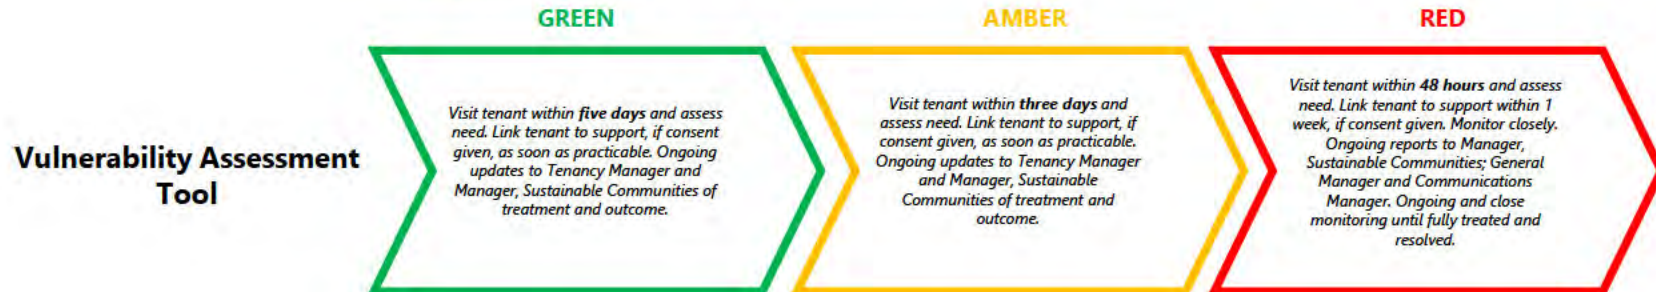 Vulnerability Assessment
Tool
GREEN
Visit tenant within five days and assess
need. Link tenant to support, if consent
given, as soon as practicable. Ongoing
updates to Tenancy Manager and
Manager, Sustainable Communities of
treatment and outcome.
AMBER
Visit tenant within three days and
assess need. Link tenant to support, if
consent given, as soon as practicable.
Ongoing updates to Tenancy Manager
and Manager, Sustainable
Communities of treatment and
outcome.
RED
Visit tenant within 48 hours and assess
need. Link tenant to support within 1
week, if consent given. Monitor closely.
Ongoing reports to Manager,
Sustainable Communities; General
Manager and Communications
Manager. Ongoing and close
monitoring until fully treated and
resolved.